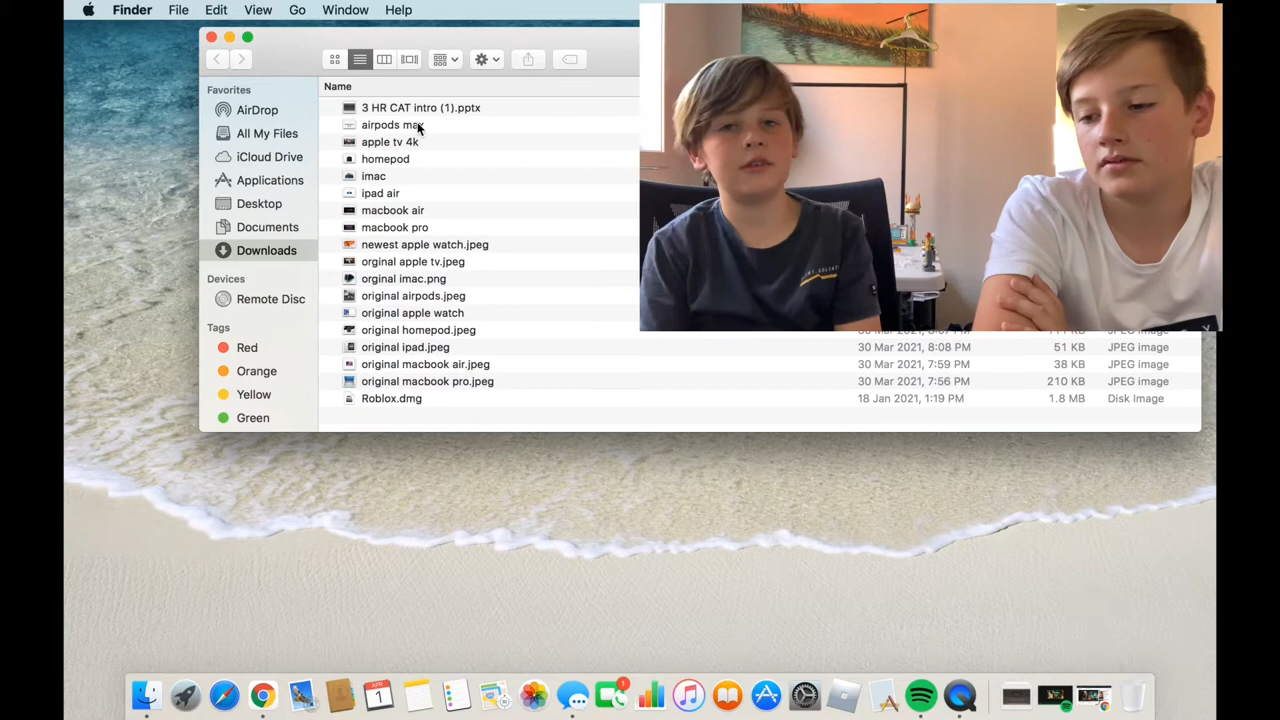 Finder File Edit View Go Window Help
Name
Favorites
AirDrop
All My Files
iCloud Drive
Applications
Desktop
Documents
Downloads
Devices
Remote Disc
Tags
Red
Orange
Yellow
Green
3 HR CAT intro (1).pptx
airpods max
apple tv 4k
homepod
imac
ipad air
macbook air
macbook pro
newest apple watch.jpeg
orginal apple tv.jpeg
orginal imac.png
original airpods.jpeg
original apple watch
original homepod.jpeg
original ipad.jpeg 30 Mar 2021, 8:08 PM 51 KB JPEG image
original macbook air.jpeg 30 Mar 2021, 7:59 PM 38 KB JPEG image
original macbook pro.jpeg 30 Mar 2021, 7:56 PM 210 KB JPEG image
Roblox.dmg 18 Jan 2021, 1:19 PM 1.8 MB Disk Image
APR
1
1